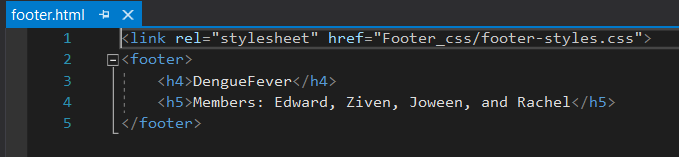 footer.html
1 <link rel="stylesheet" href="Footer_css/footer-styles.css">
2 <footer>
3 <h4>DengueFever</h4>
4 <h5>Members: Edward, Ziven, Joween, and Rachel</h5>
5 </footer>